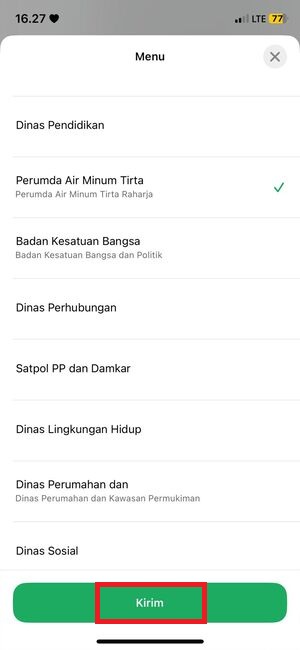 16.27
LTE 77
Menu
Dinas Pendidikan
Perumda Air Minum Tirta
Perumda Air Minum Tirta Raharja
Badan Kesatuan Bangsa
Badan Kesatuan Bangsa dan Politik
Dinas Perhubungan
Satpol PP dan Damkar
Dinas Lingkungan Hidup
Dinas Perumahan dan
Dinas Perumahan dan Kawasan Permukiman
Dinas Sosial
Kirim